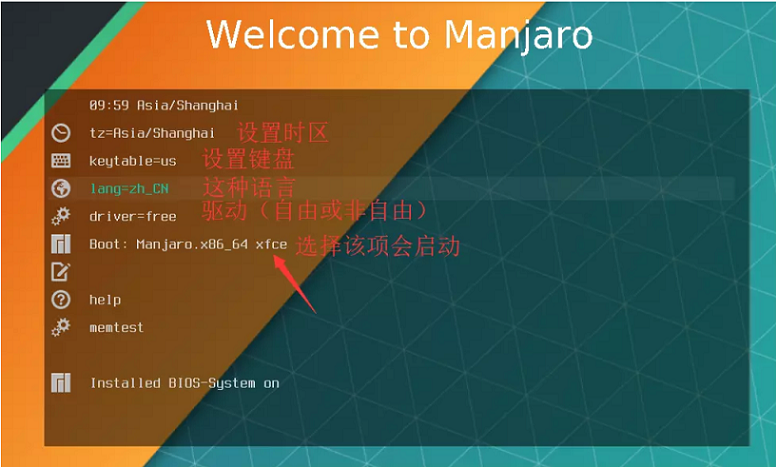 Welcome to Manjaro
09:59 Asia/Shanghai
tz=Asia/Shanghai 设置时区
keytable=us 设置键盘
lang=zh_CN 这种语言
driver=free 驱动（自由或非自由）
Boot: Manjaro.x86_64 xfce 选择该项会启动
help
memtest
Installed BIOS-System on